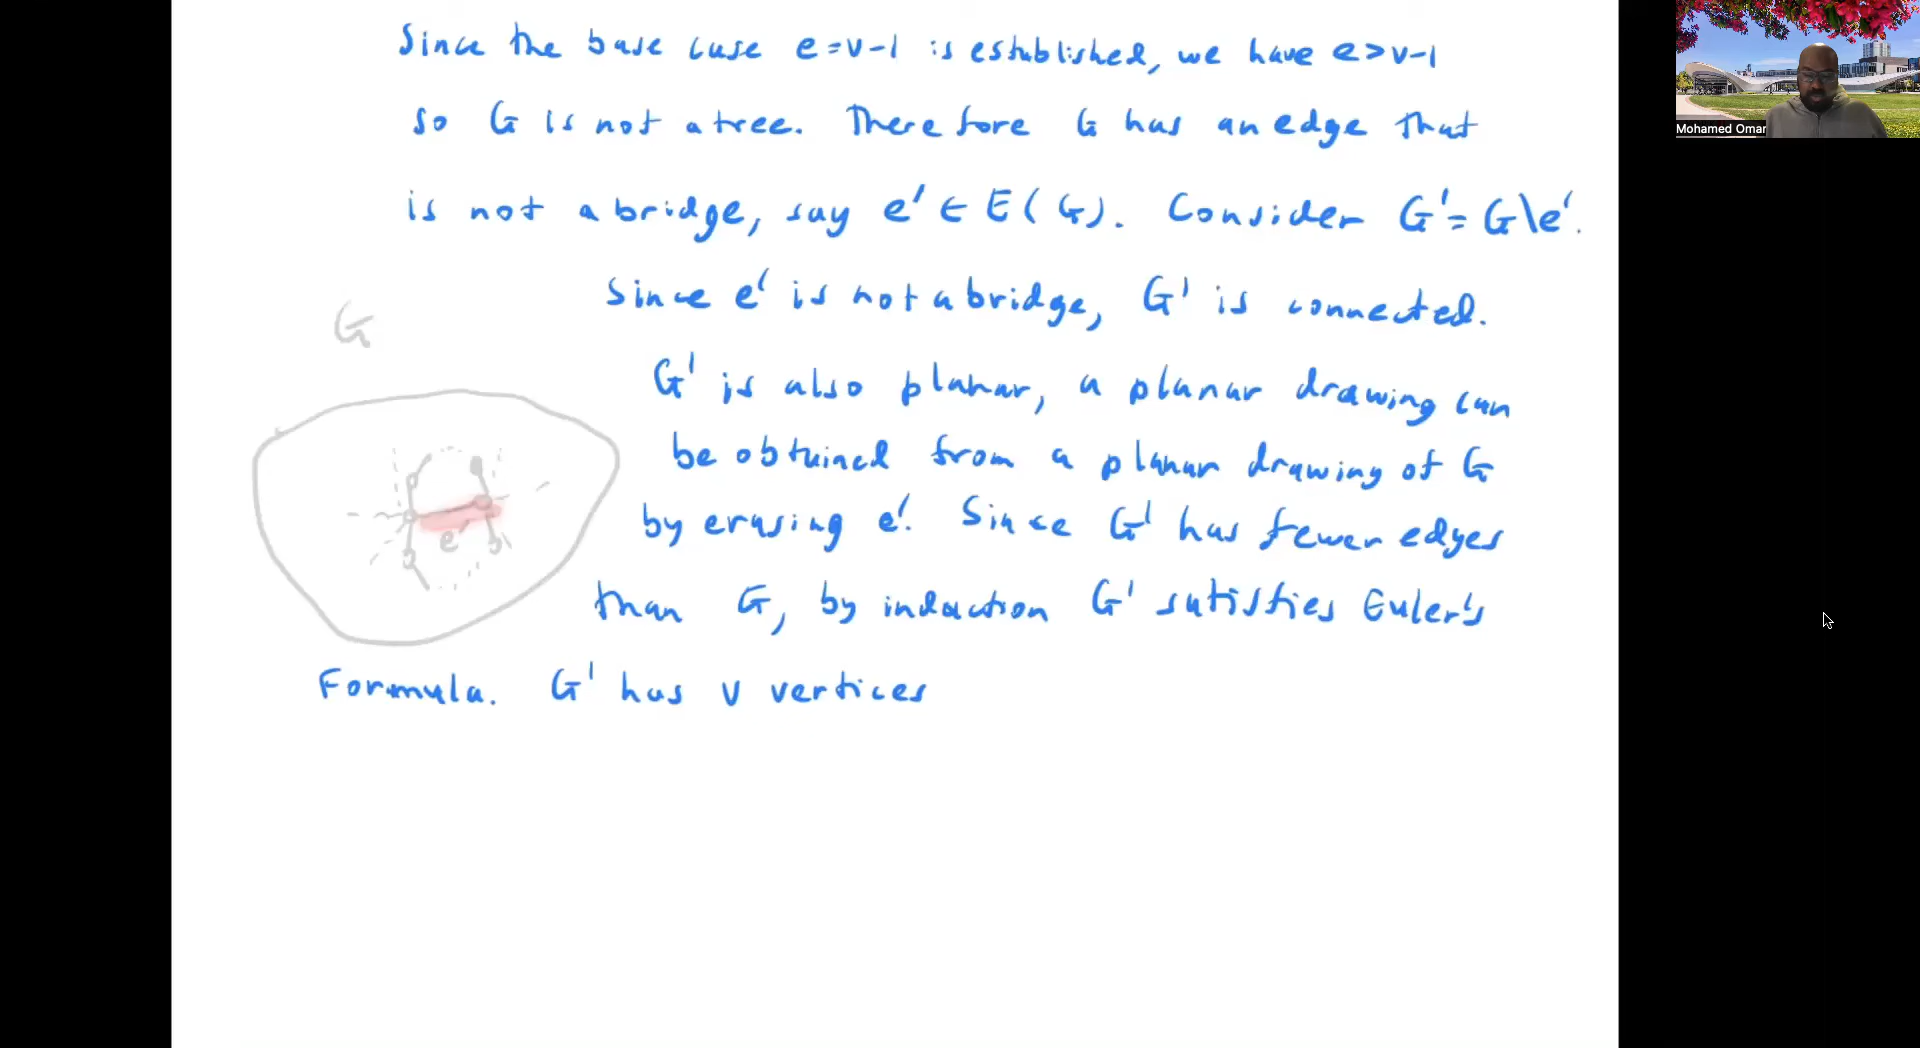 Since the base case e=v-1 is established, we have e>v-1
so G is not a tree. Therefore G has an edge that
is not a bridge, say e' ∈ E(G). Consider G'=G\e'.
Since e' is not a bridge, G' is connected.
G' is also planar, a planar drawing can
be obtained from a planar drawing of G
by erasing e'. Since G' has fewer edges
than G, by induction G' satisfies Euler's
Formula. G' has v vertices
G
e'
Mohamed Omar